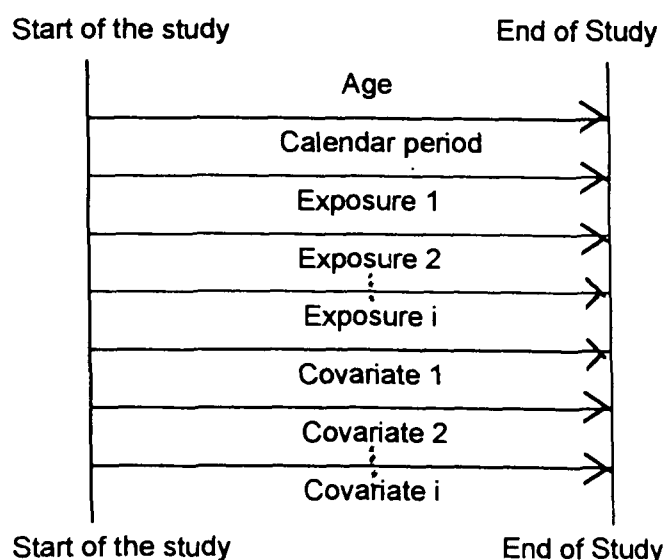 Start of the study End of Study
Age
Calendar period
Exposure 1
Exposure 2
Exposure i
Covariate 1
Covariate 2
Covariate i
Start of the study End of Study